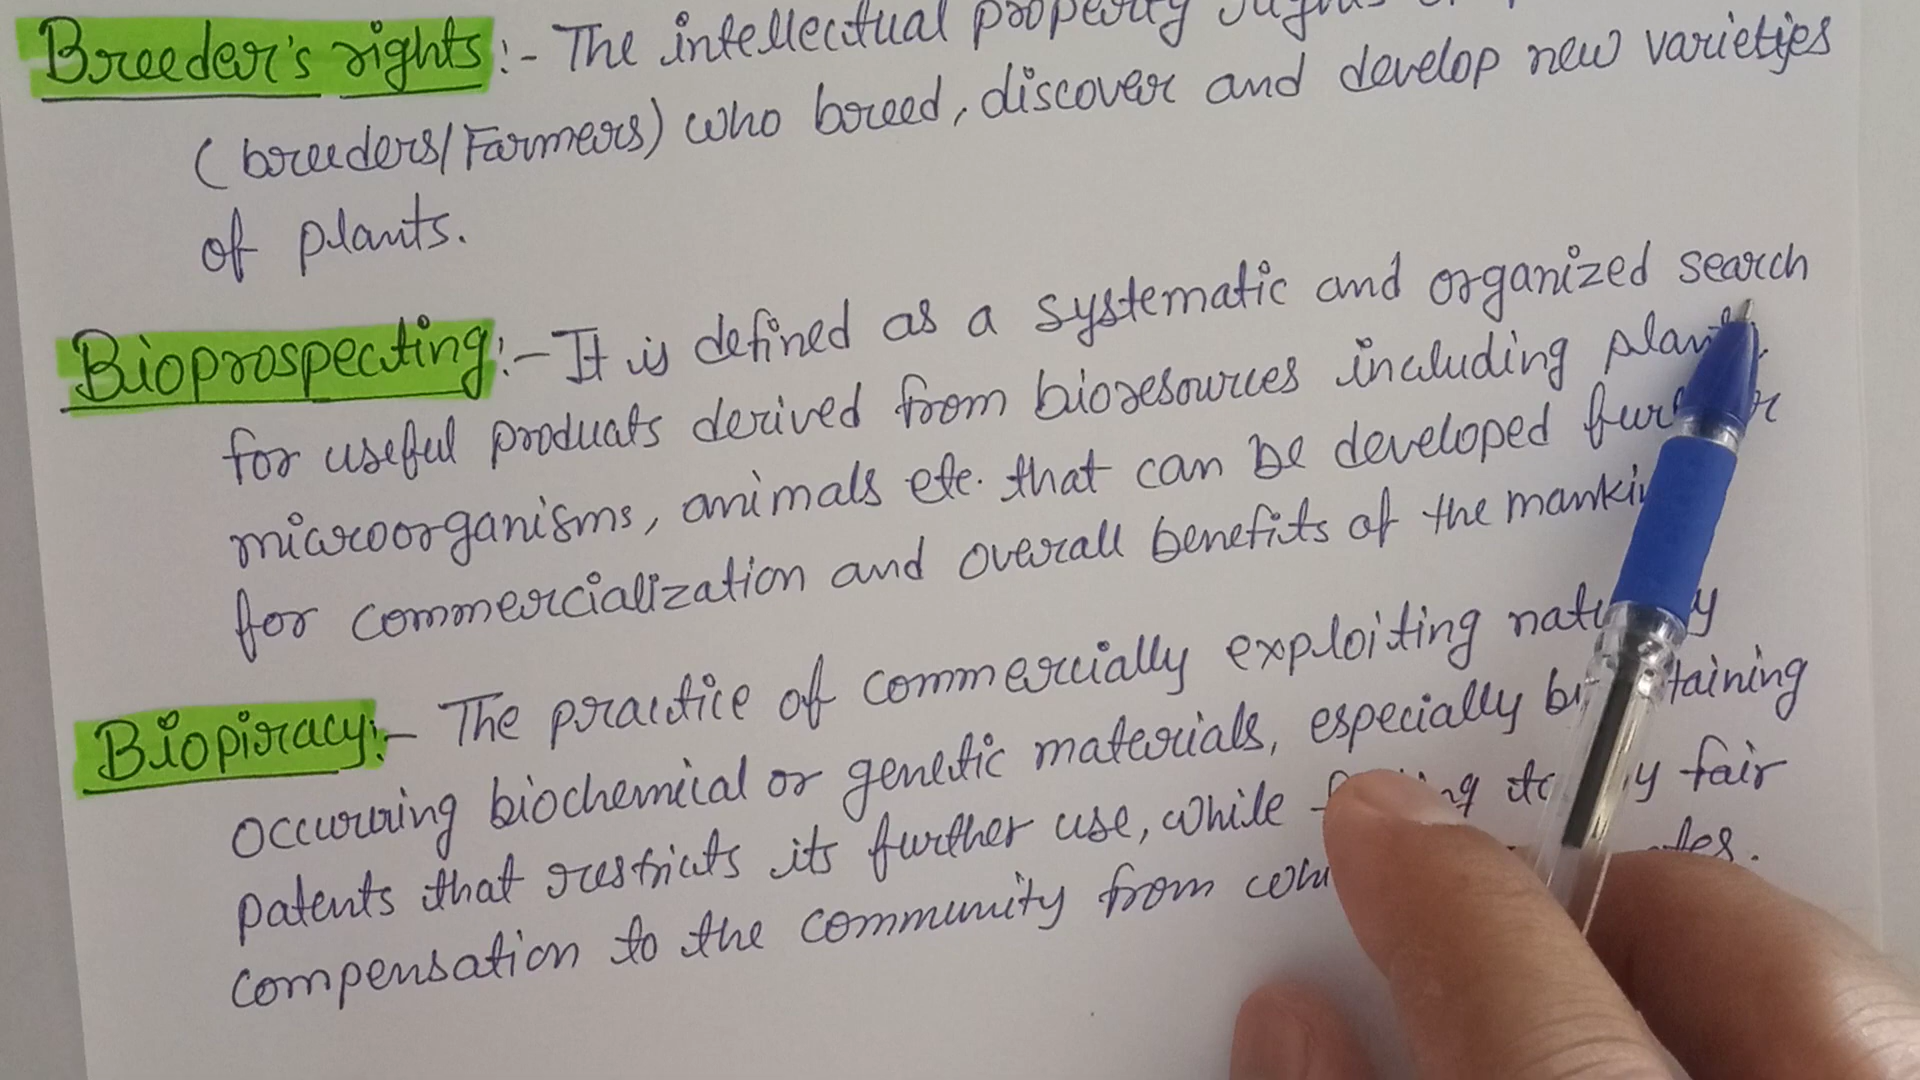 Breeder's rights :- The intellectual property rights
(breeders/Farmers) who breed, discover and develop new varieties
of plants.
Bioprospecting :- It is defined as a systematic and organized search
for useful products derived from bioresources including
microorganisms, animals etc. that can be developed
for commercialization and overall benefits of the
Biopiracy :- The practice of commercially exploiting
occurring biochemical or genetic materials, especially
patents that restricts its further use, while fair
compensation to the community from